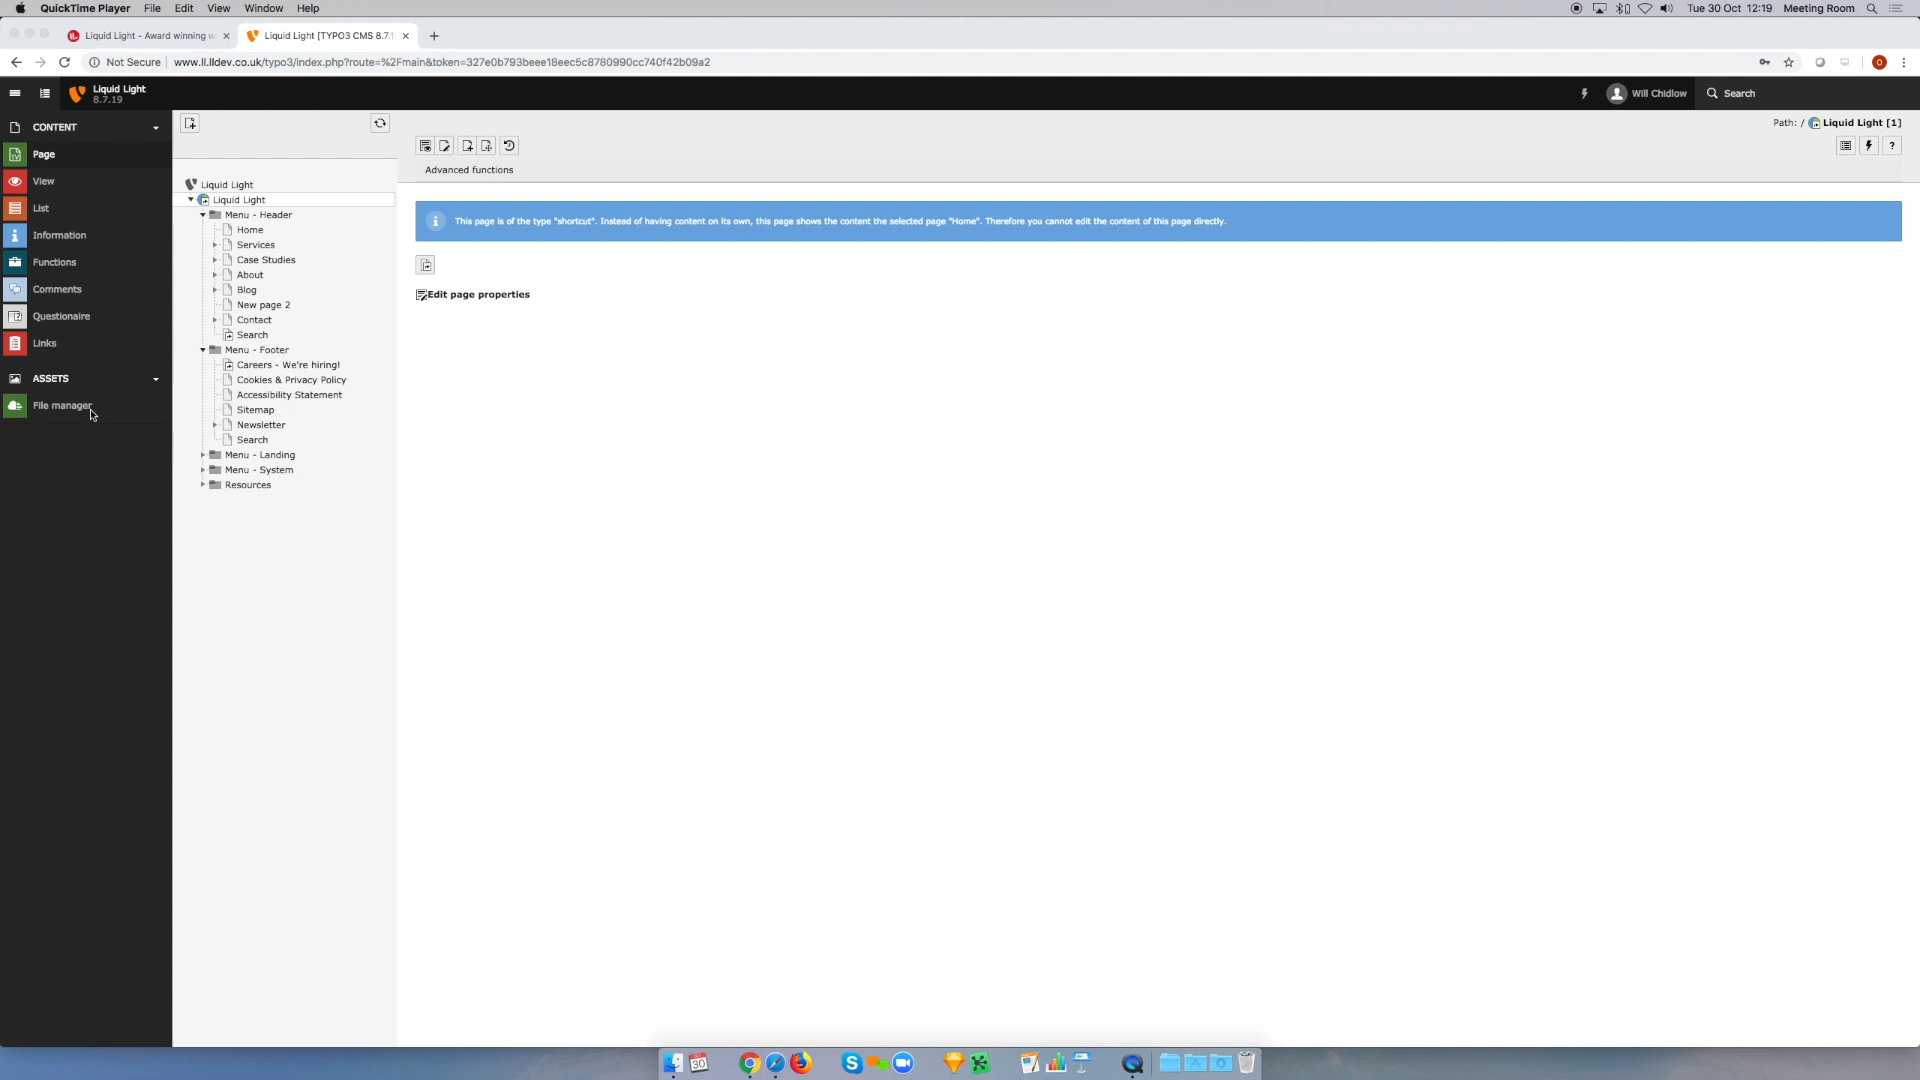 QuickTime Player File Edit View Window Help Tue 30 Oct 12:19 Meeting Room
Liquid Light - Award winning w
Liquid Light [TYPO3 CMS 8.7.1
Not Secure www.ll.lldev.co.uk/typo3/index.php?route=%2Fmain&token=327e0b793beee18eec5c8780990cc740f42b09a2
Liquid Light
8.7.19
Will Chidlow
Search
CONTENT
Page
View
List
Information
Functions
Comments
Questionaire
Links
ASSETS
File manager
Liquid Light
Liquid Light
Menu - Header
Home
Services
Case Studies
About
Blog
New page 2
Contact
Search
Menu - Footer
Careers - We're hiring!
Cookies & Privacy Policy
Accessibility Statement
Sitemap
Newsletter
Search
Menu - Landing
Menu - System
Resources
Path: / Liquid Light [1]
Advanced functions
This page is of the type "shortcut". Instead of having content on its own, this page shows the content the selected page "Home". Therefore you cannot edit the content of this page directly.
Edit page properties
30